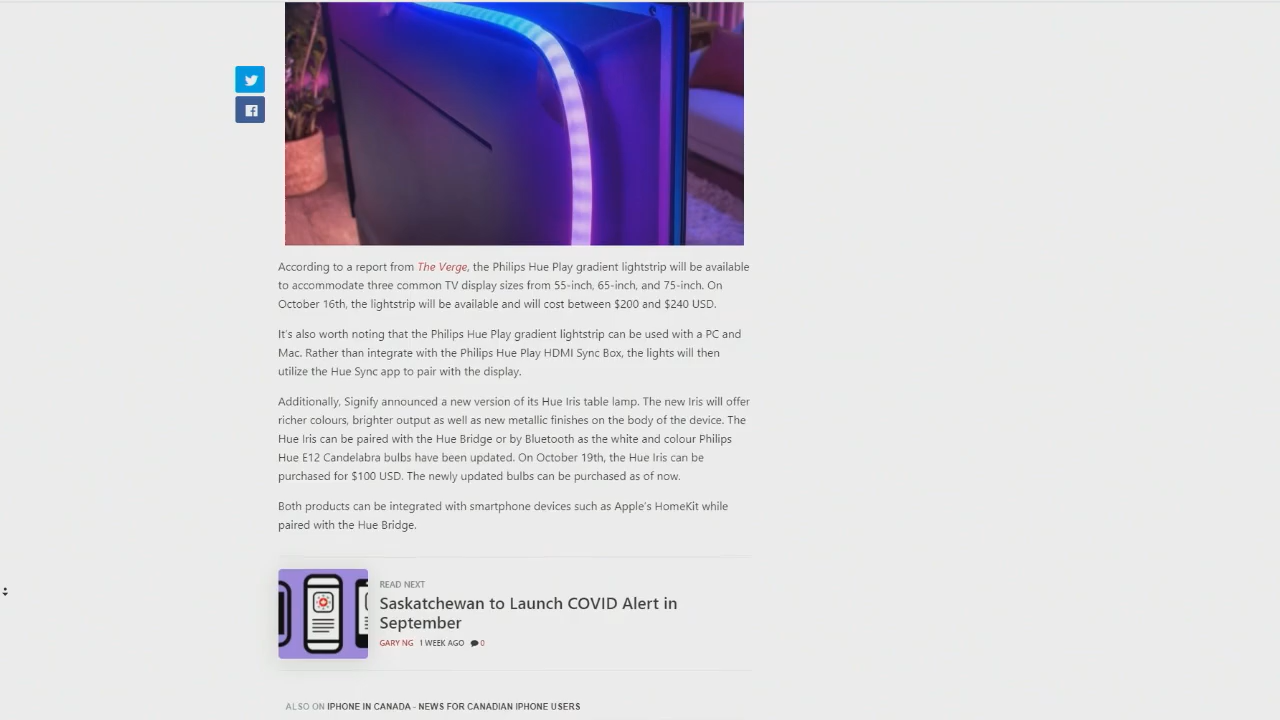 According to a report from The Verge, the Philips Hue Play gradient lightstrip will be available
to accommodate three common TV display sizes from 55-inch, 65-inch, and 75-inch. On
October 16th, the lightstrip will be available and will cost between $200 and $240 USD.
It's also worth noting that the Philips Hue Play gradient lightstrip can be used with a PC and
Mac. Rather than integrate with the Philips Hue Play HDMI Sync Box, the lights will then
utilize the Hue Sync app to pair with the display.
Additionally, Signify announced a new version of its Hue Iris table lamp. The new Iris will offer
richer colours, brighter output as well as new metallic finishes on the body of the device. The
Hue Iris can be paired with the Hue Bridge or by Bluetooth as the white and colour Philips
Hue E12 Candelabra bulbs have been updated. On October 19th, the Hue Iris can be
purchased for $100 USD. The newly updated bulbs can be purchased as of now.
Both products can be integrated with smartphone devices such as Apple's HomeKit while
paired with the Hue Bridge.
READ NEXT
Saskatchewan to Launch COVID Alert in
September
GARY NG 1 WEEK AGO 0
ALSO ON IPHONE IN CANADA - NEWS FOR CANADIAN IPHONE USERS